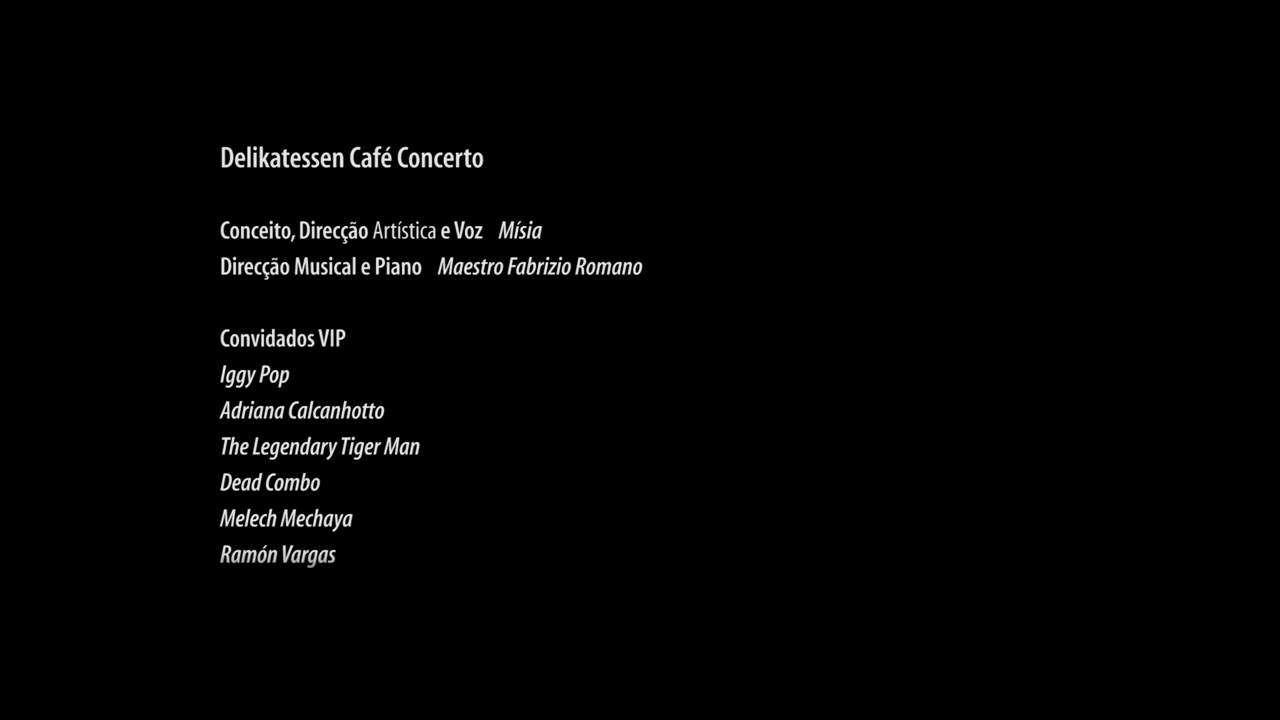 Delikatessen Café Concerto
Conceito, Direcção Artística e Voz Mísia
Direcção Musical e Piano Maestro Fabrizio Romano
Convidados VIP
Iggy Pop
Adriana Calcanhotto
The Legendary Tiger Man
Dead Combo
Melech Mechaya
Ramón Vargas